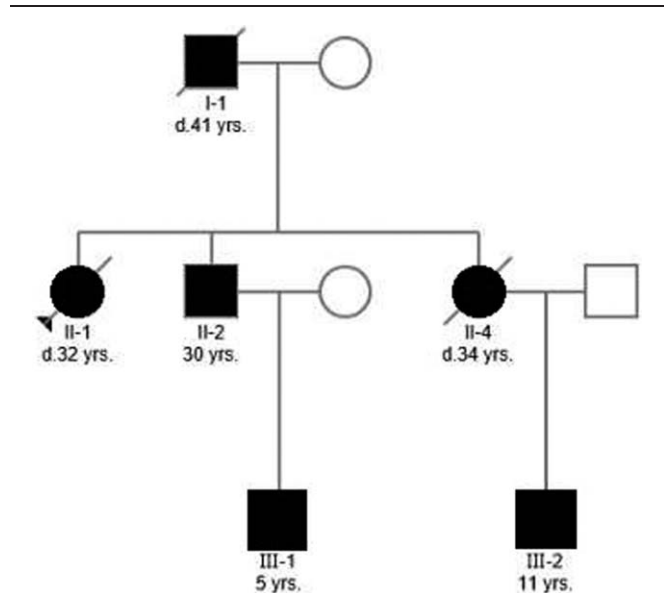 I-1
d.41 yrs.
II-1
d.32 yrs.
II-2
30 yrs.
II-4
d.34 yrs.
III-1
5 yrs.
III-2
11 yrs.